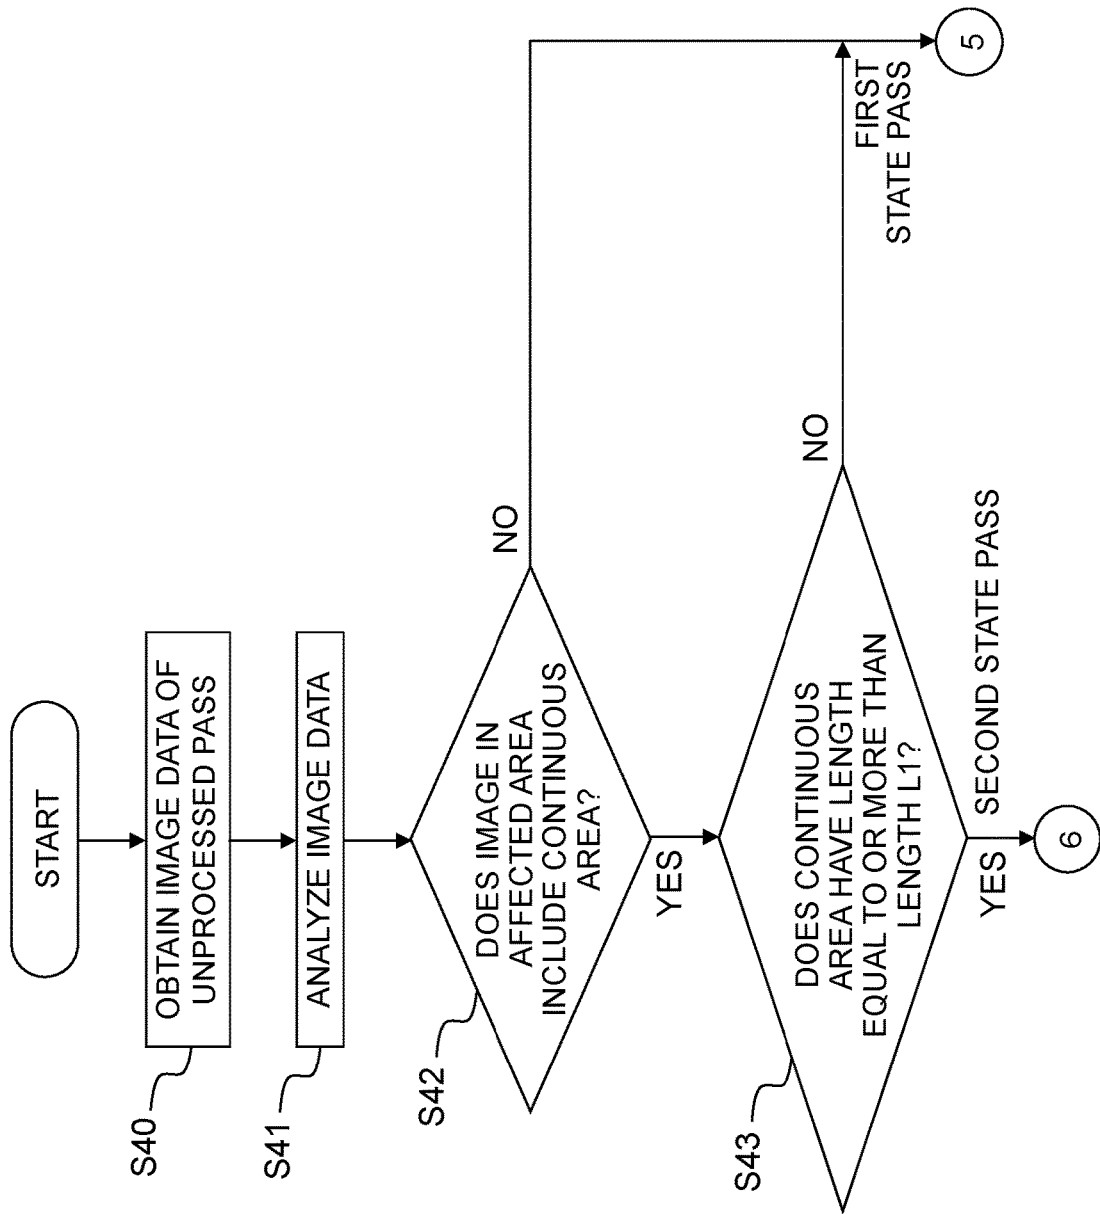 START
OBTAIN IMAGE DATA OF
UNPROCESSED PASS
S40
ANALYZE IMAGE DATA
S41
DOES IMAGE IN
AFFECTED AREA
INCLUDE CONTINUOUS
AREA?
S42
NO
YES
DOES CONTINUOUS
AREA HAVE LENGTH
EQUAL TO OR MORE THAN
LENGTH L1?
S43
NO
FIRST
STATE PASS
YES
SECOND STATE PASS
5
6